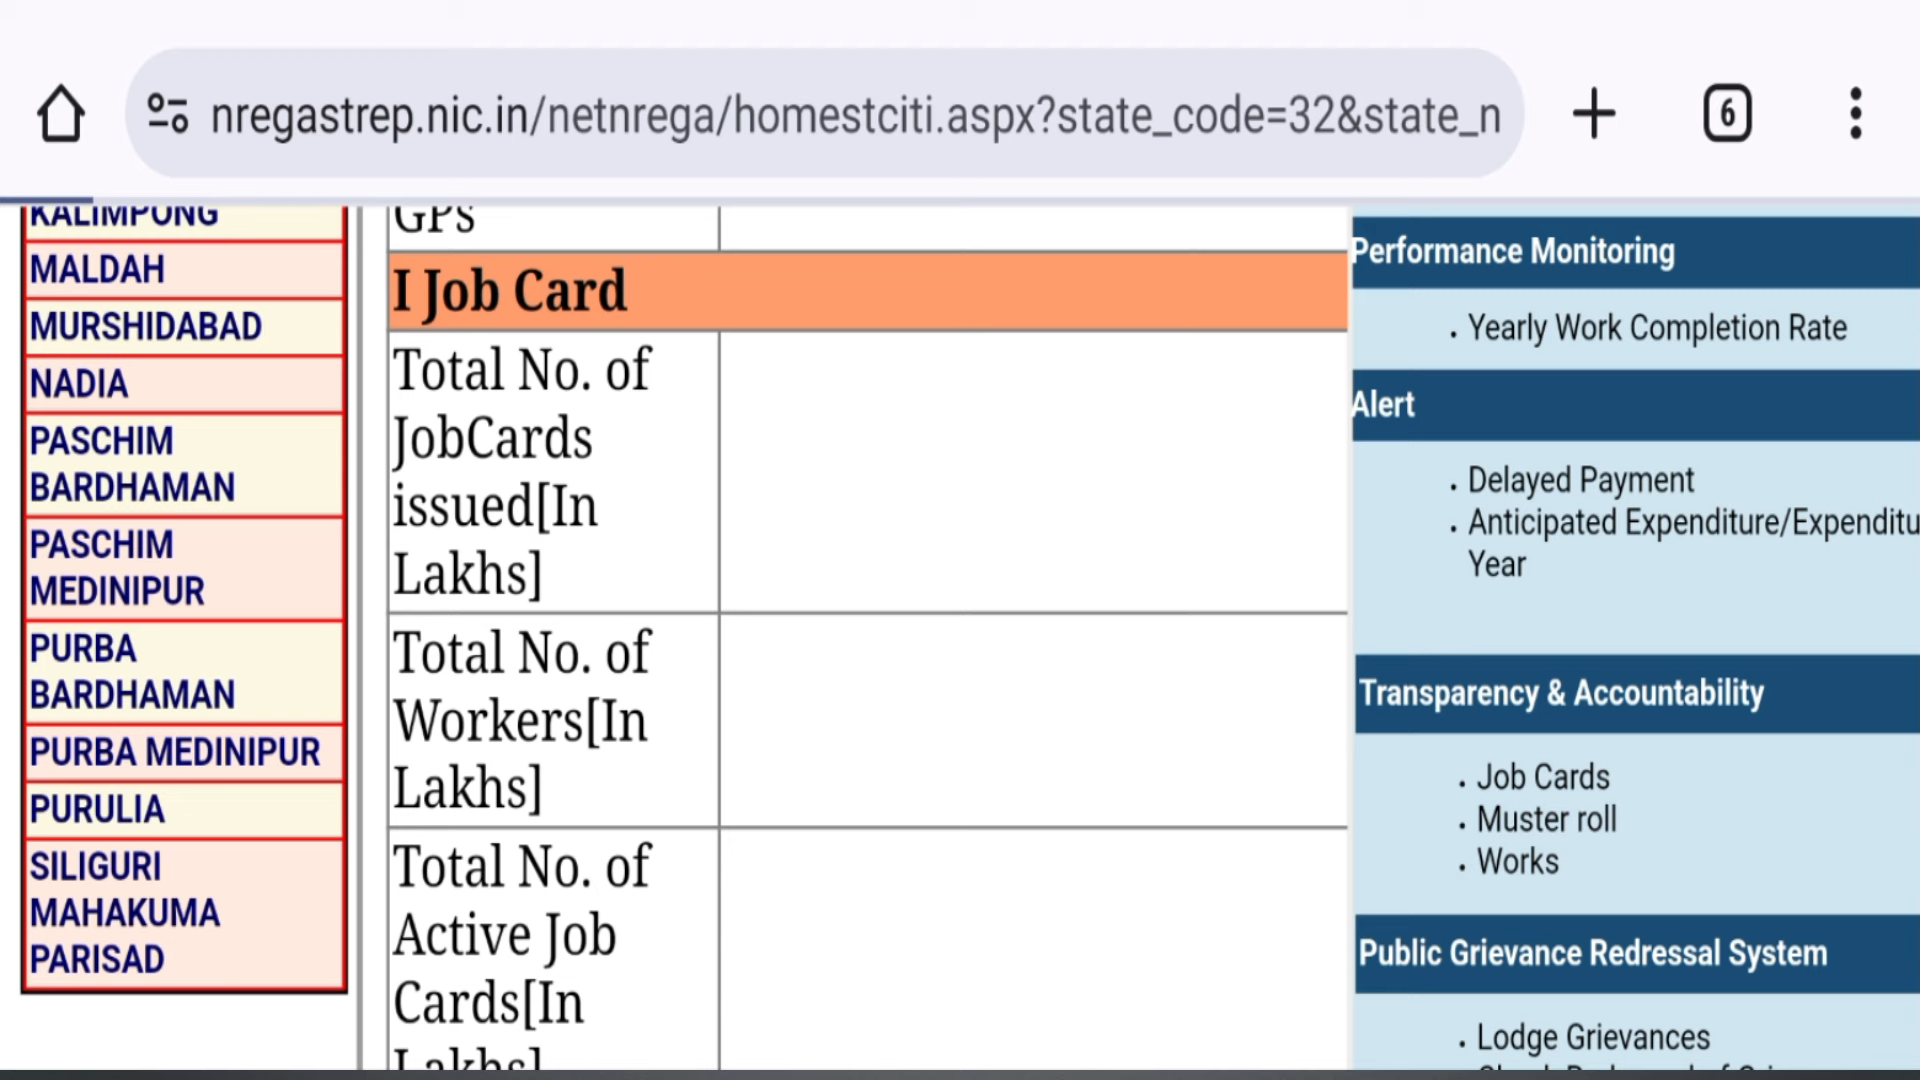 nregastrep.nic.in/netnrega/homestciti.aspx?state_code=32&state_n
6
KALIMPONG
MALDAH
MURSHIDABAD
NADIA
PASCHIM
BARDHAMAN
PASCHIM
MEDINIPUR
PURBA
BARDHAMAN
PURBA MEDINIPUR
PURULIA
SILIGURI
MAHAKUMA
PARISAD
GPs
I Job Card
Total No. of
JobCards
issued[In
Lakhs]
Total No. of
Workers[In
Lakhs]
Total No. of
Active Job
Cards[In
Lakhs]
Performance Monitoring
Yearly Work Completion Rate
Alert
Delayed Payment
Anticipated Expenditure/Expenditu
Year
Transparency & Accountability
Job Cards
Muster roll
Works
Public Grievance Redressal System
Lodge Grievances